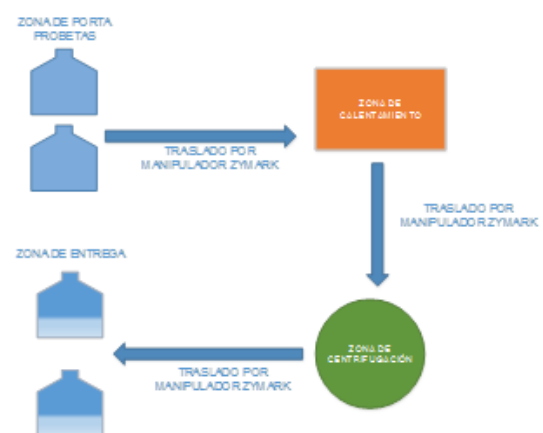 ZONA DE PORTA
PROBETAS
ZONA DE
CALENTAMIENTO
TRASLADO POR
MANIPULADOR ZYMARK
TRASLADO POR
MANIPULADOR ZYMARK
ZONA DE ENTREGA
ZONA DE
CENTRIFUGACIÓN
TRASLADO POR
MANIPULADOR ZYMARK